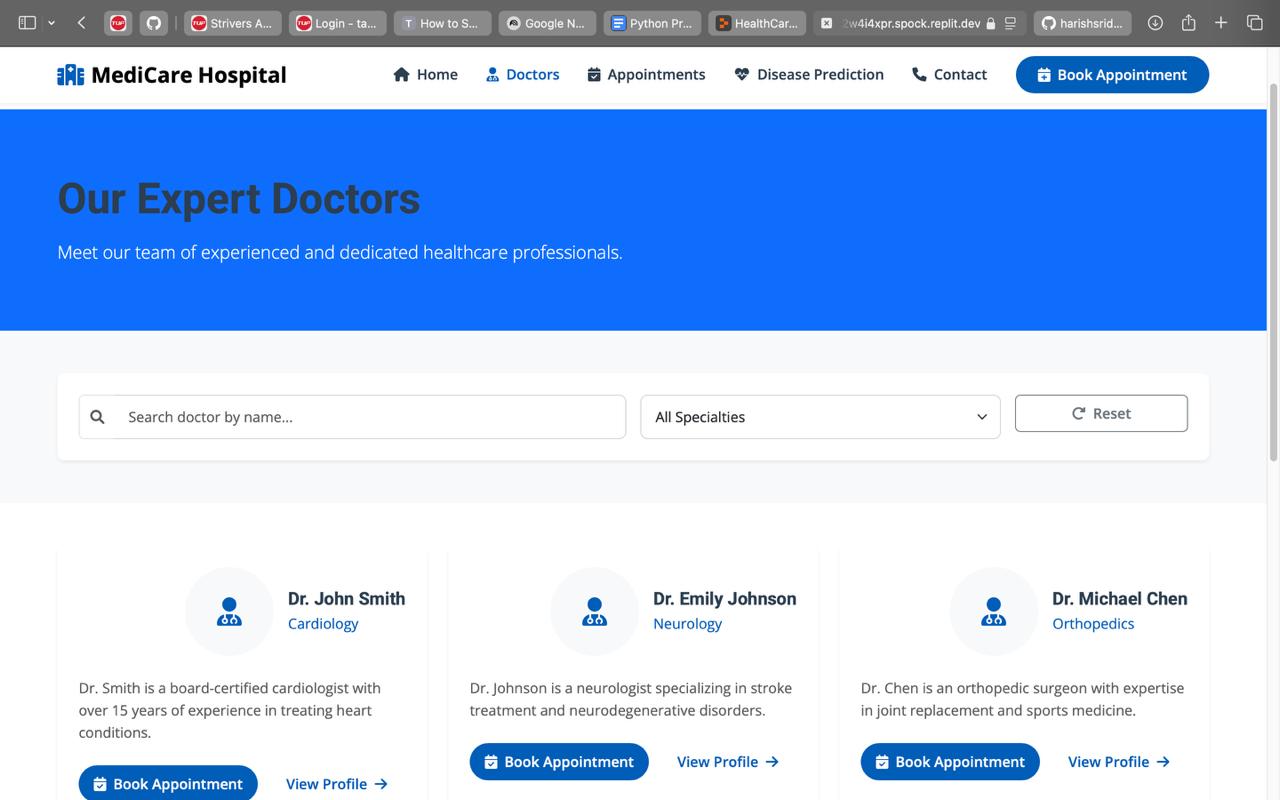 TUF
Strivers A...
TUF
Login - ta...
T
How to S...
Google N...
Python Pr...
HealthCar...
2w4i4xpr.spock.replit.dev
harishsrid...
MediCare Hospital
Home
Doctors
Appointments
Disease Prediction
Contact
Book Appointment
Our Expert Doctors
Meet our team of experienced and dedicated healthcare professionals.
Search doctor by name...
All Specialties
Reset
Dr. John Smith
Cardiology
Dr. Smith is a board-certified cardiologist with
over 15 years of experience in treating heart
conditions.
Book Appointment
View Profile
Dr. Emily Johnson
Neurology
Dr. Johnson is a neurologist specializing in stroke
treatment and neurodegenerative disorders.
Book Appointment
View Profile
Dr. Michael Chen
Orthopedics
Dr. Chen is an orthopedic surgeon with expertise
in joint replacement and sports medicine.
Book Appointment
View Profile